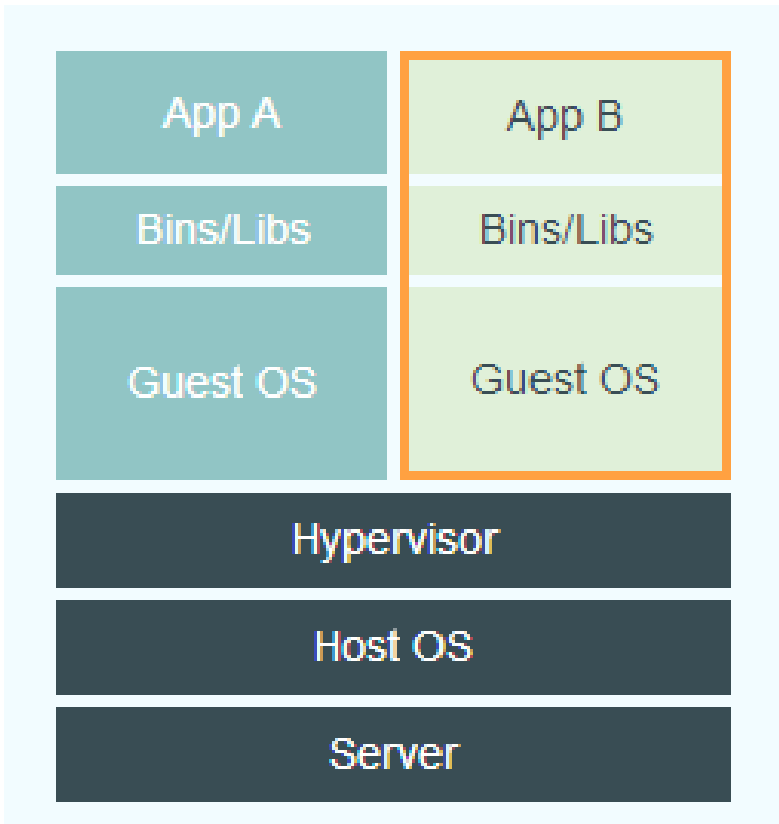 App A
App B
Bins/Libs
Bins/Libs
Guest OS
Guest OS
Hypervisor
Host OS
Server